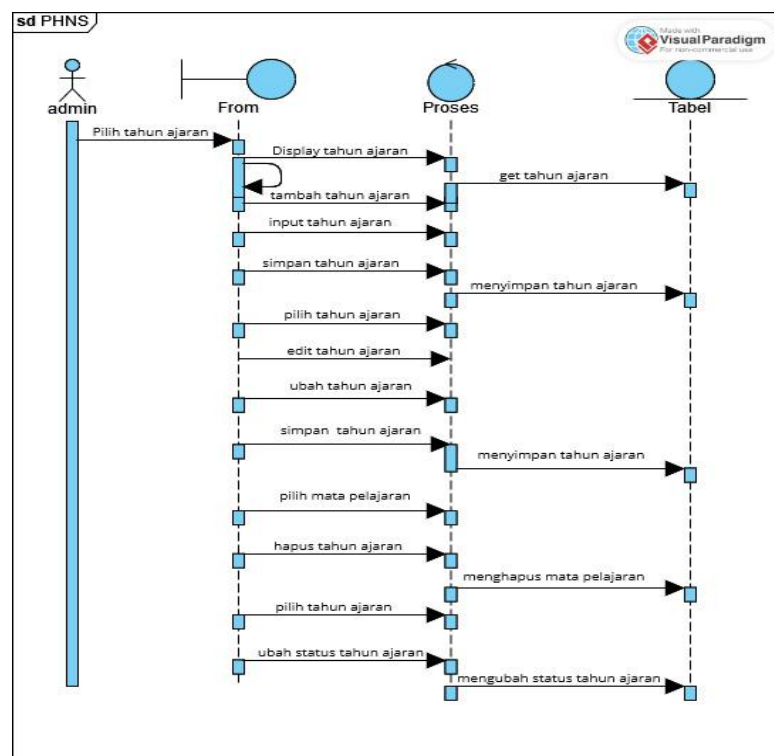 sd PHNS
Made with
Visual Paradigm
For non-commercial use
admin
From
Proses
Tabel
Pilih tahun ajaran
Display tahun ajaran
get tahun ajaran
tambah tahun ajaran
input tahun ajaran
simpan tahun ajaran
menyimpan tahun ajaran
pilih tahun ajaran
edit tahun ajaran
ubah tahun ajaran
simpan tahun ajaran
menyimpan tahun ajaran
pilih mata pelajaran
hapus tahun ajaran
menghapus mata pelajaran
pilih tahun ajaran
ubah status tahun ajaran
mengubah status tahun ajaran